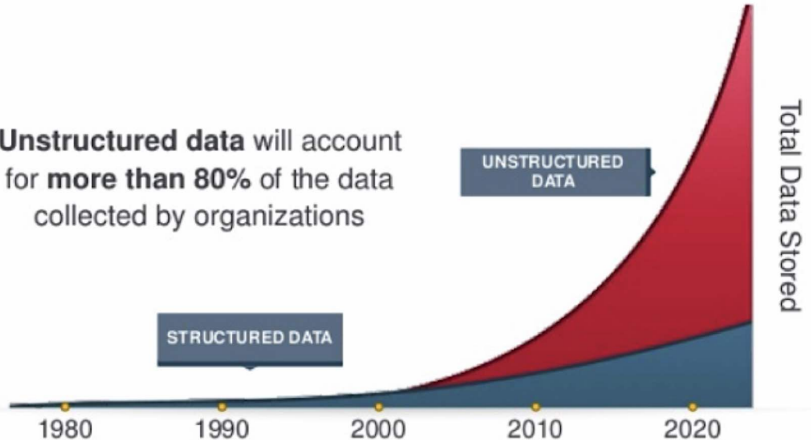 Unstructured data will account
for more than 80% of the data
collected by organizations
UNSTRUCTURED
DATA
STRUCTURED DATA
Total Data Stored
1980 1990 2000 2010 2020